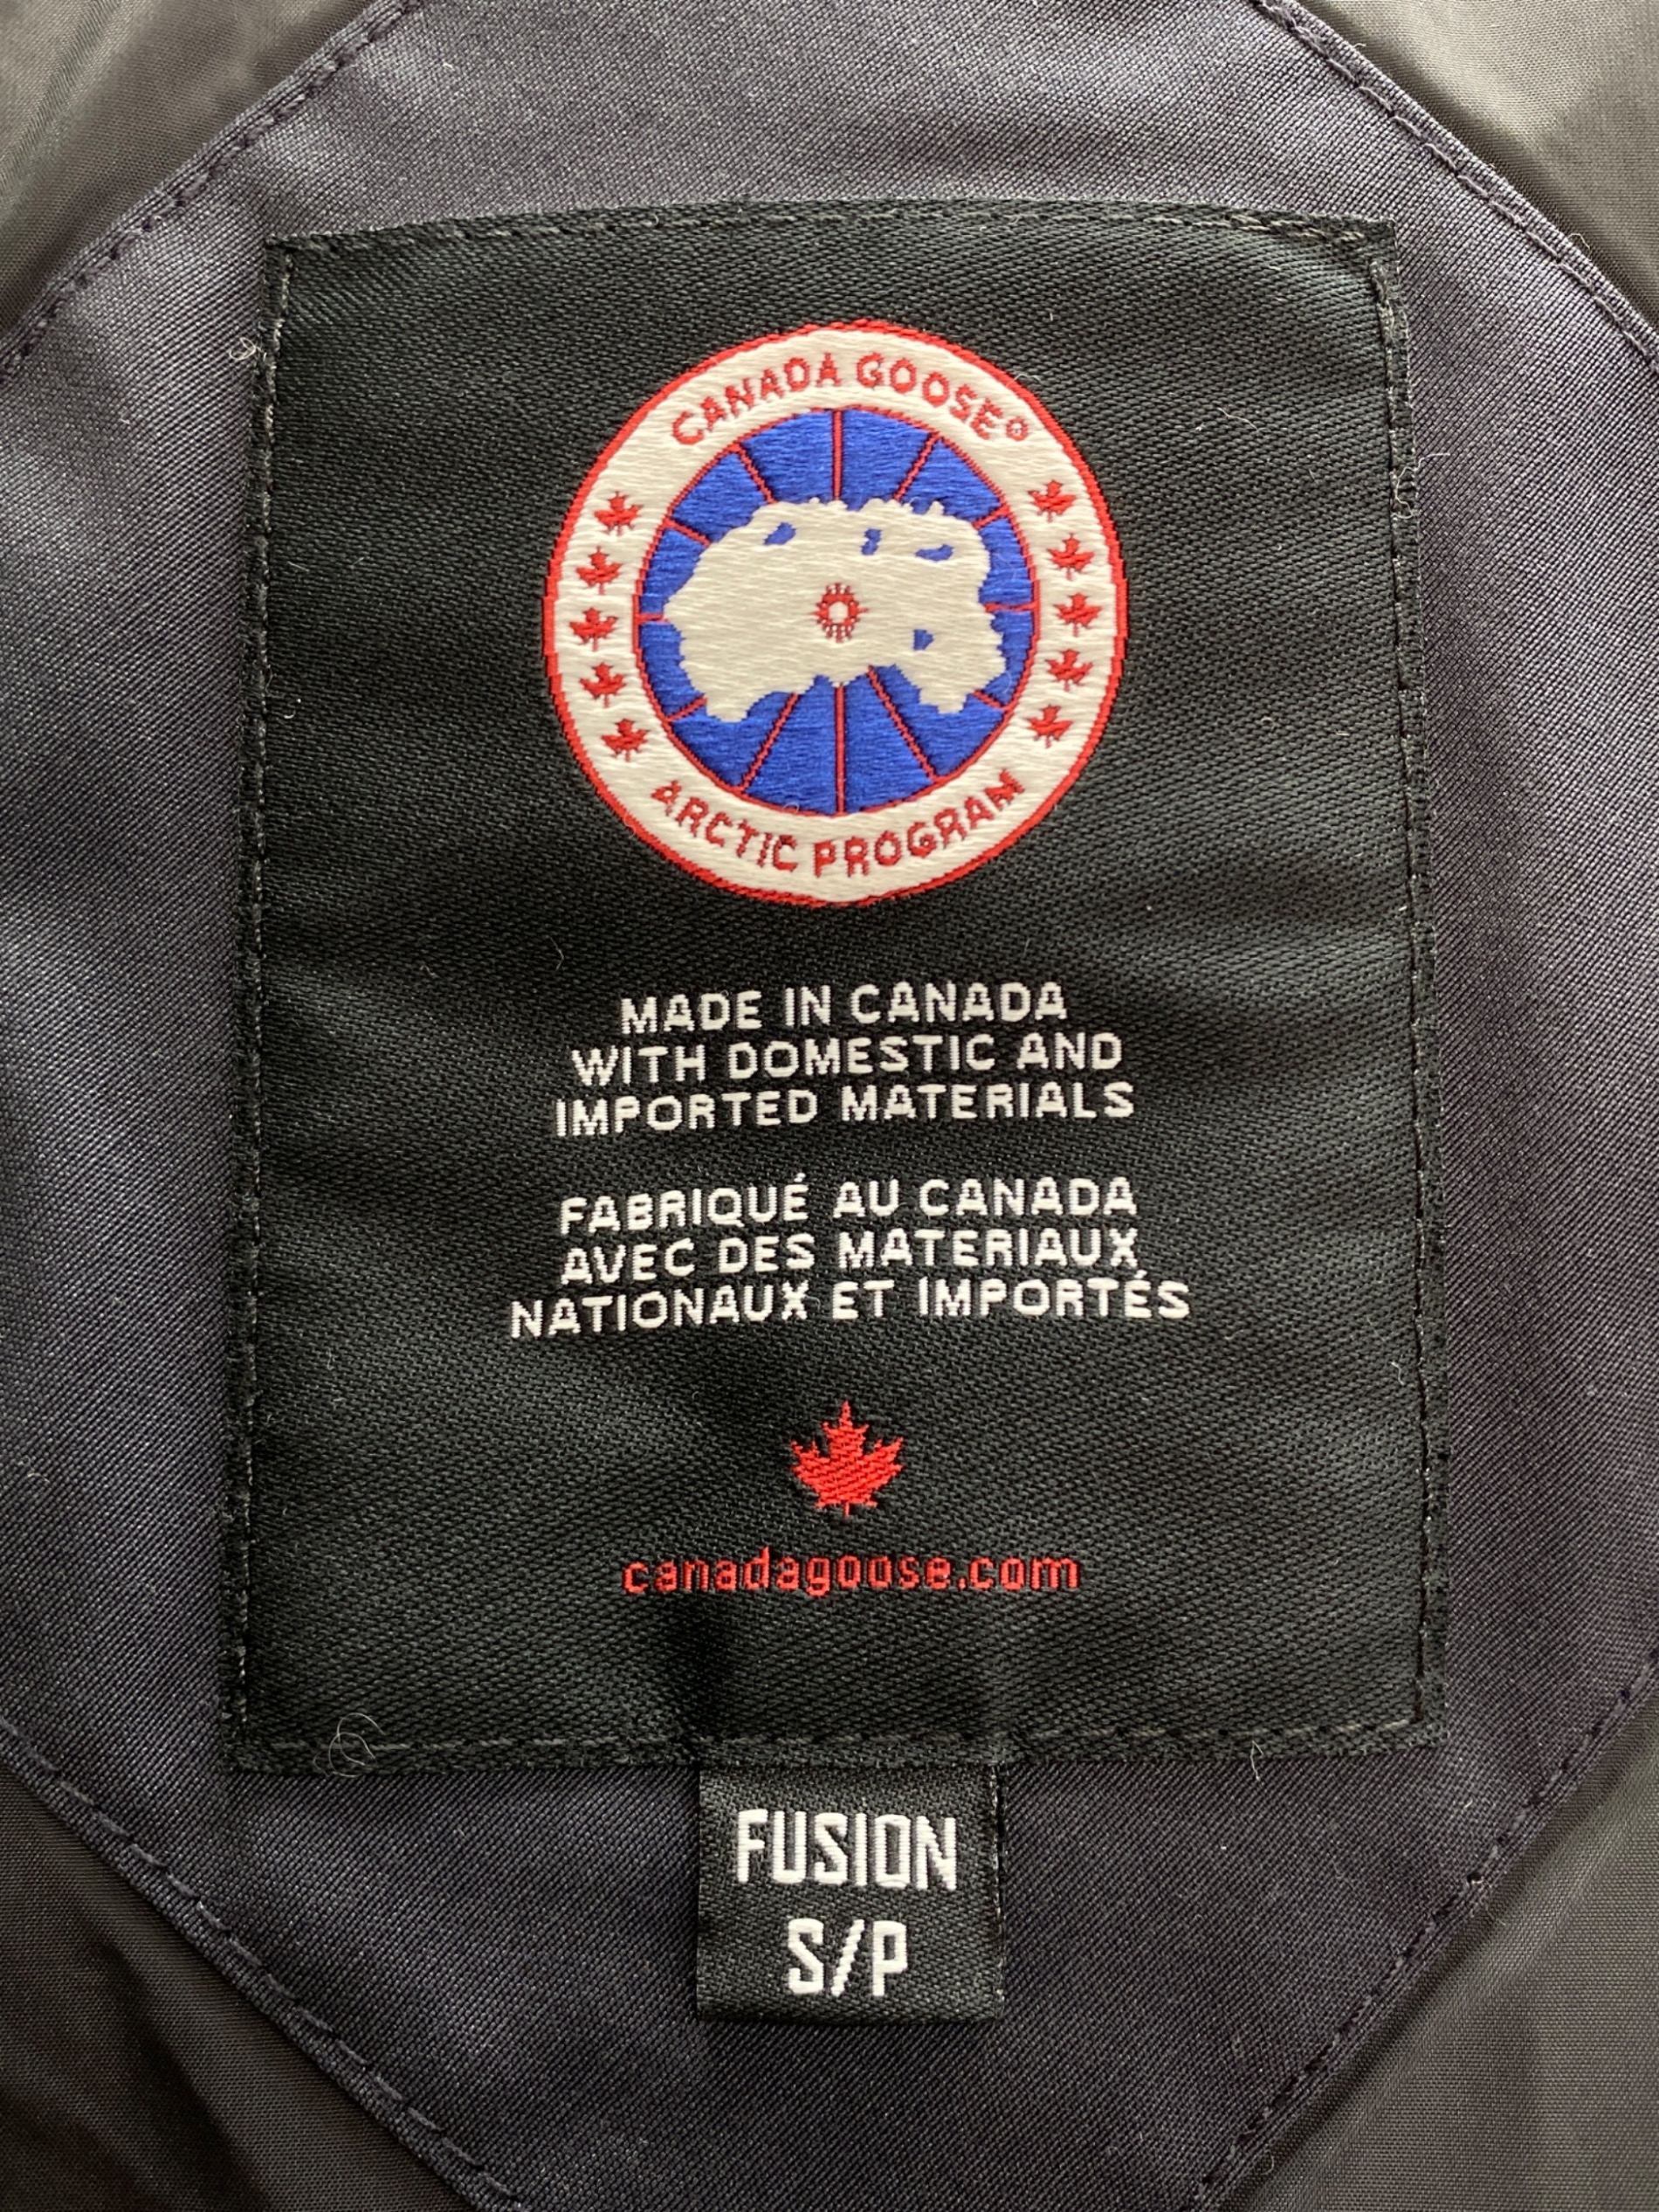 CANADA GOOSE®
ARCTIC PROGRAM
MADE IN CANADA
WITH DOMESTIC AND
IMPORTED MATERIALS
FABRIQUÉ AU CANADA
AVEC DES MATERIAUX
NATIONAUX ET IMPORTÉS
canadagoose.com
FUSION
S/P